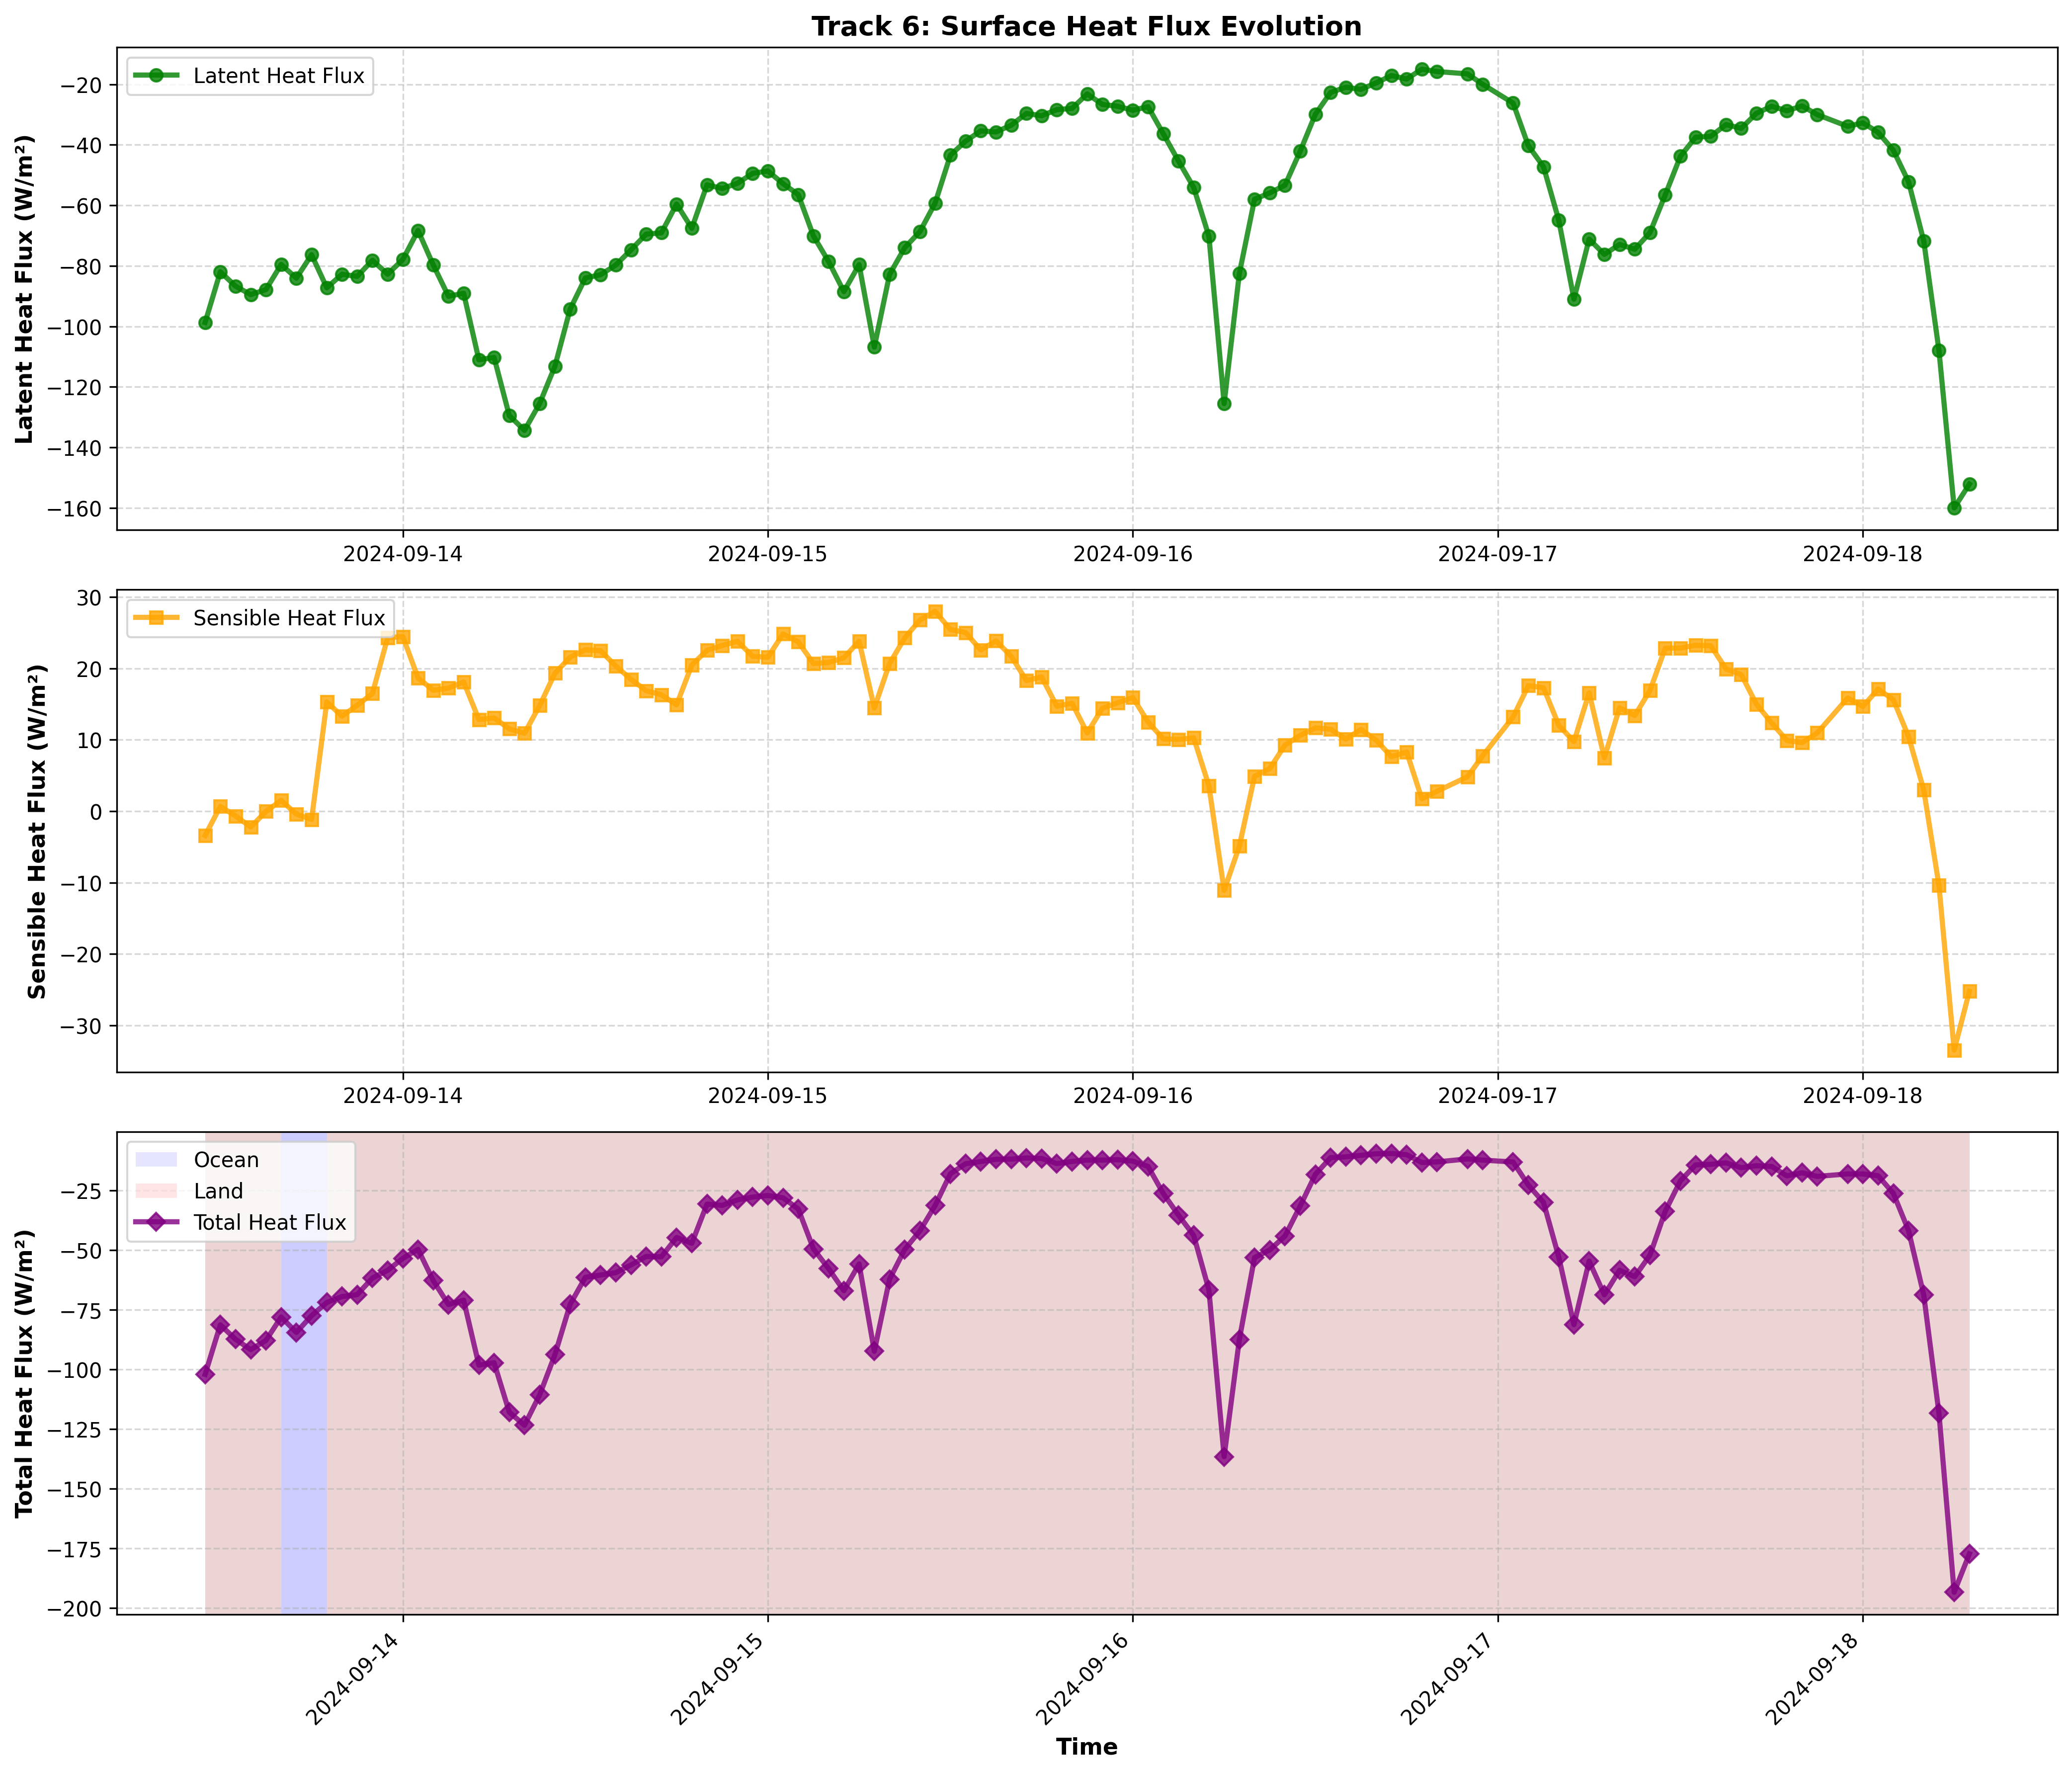 Track 6: Surface Heat Flux Evolution
Latent Heat Flux
Latent Heat Flux (W/m²)
−20
−40
−60
−80
−100
−120
−140
−160
2024-09-14 2024-09-15 2024-09-16 2024-09-17 2024-09-18
Sensible Heat Flux
Sensible Heat Flux (W/m²)
30
20
10
0
−10
−20
−30
2024-09-14 2024-09-15 2024-09-16 2024-09-17 2024-09-18
Ocean
Land
Total Heat Flux
Total Heat Flux (W/m²)
−25
−50
−75
−100
−125
−150
−175
−200
2024-09-14 2024-09-15 2024-09-16 2024-09-17 2024-09-18
Time